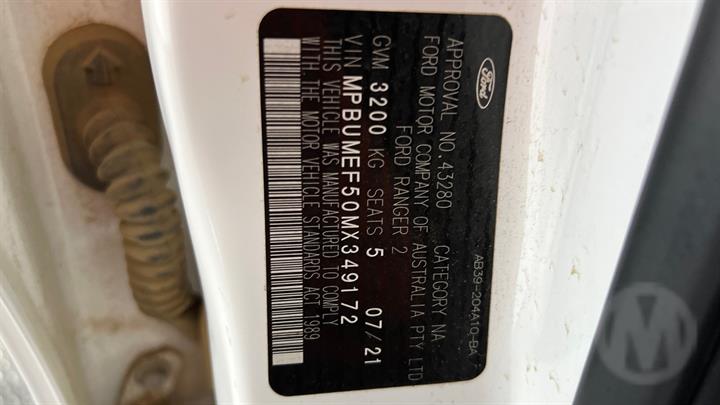 Ford
AB39-204A10-BA
APPROVAL NO.43280 CATEGORY NA
FORD MOTOR COMPANY OF AUSTRALIA PTY LTD
FORD RANGER 2
GVM 3200 KG SEATS 5 07/21
VIN MPBUMEF50MX349172
THIS VEHICLE WAS MANUFACTURED TO COMPLY
WITH THE MOTOR VEHICLE STANDARDS ACT 1989
M